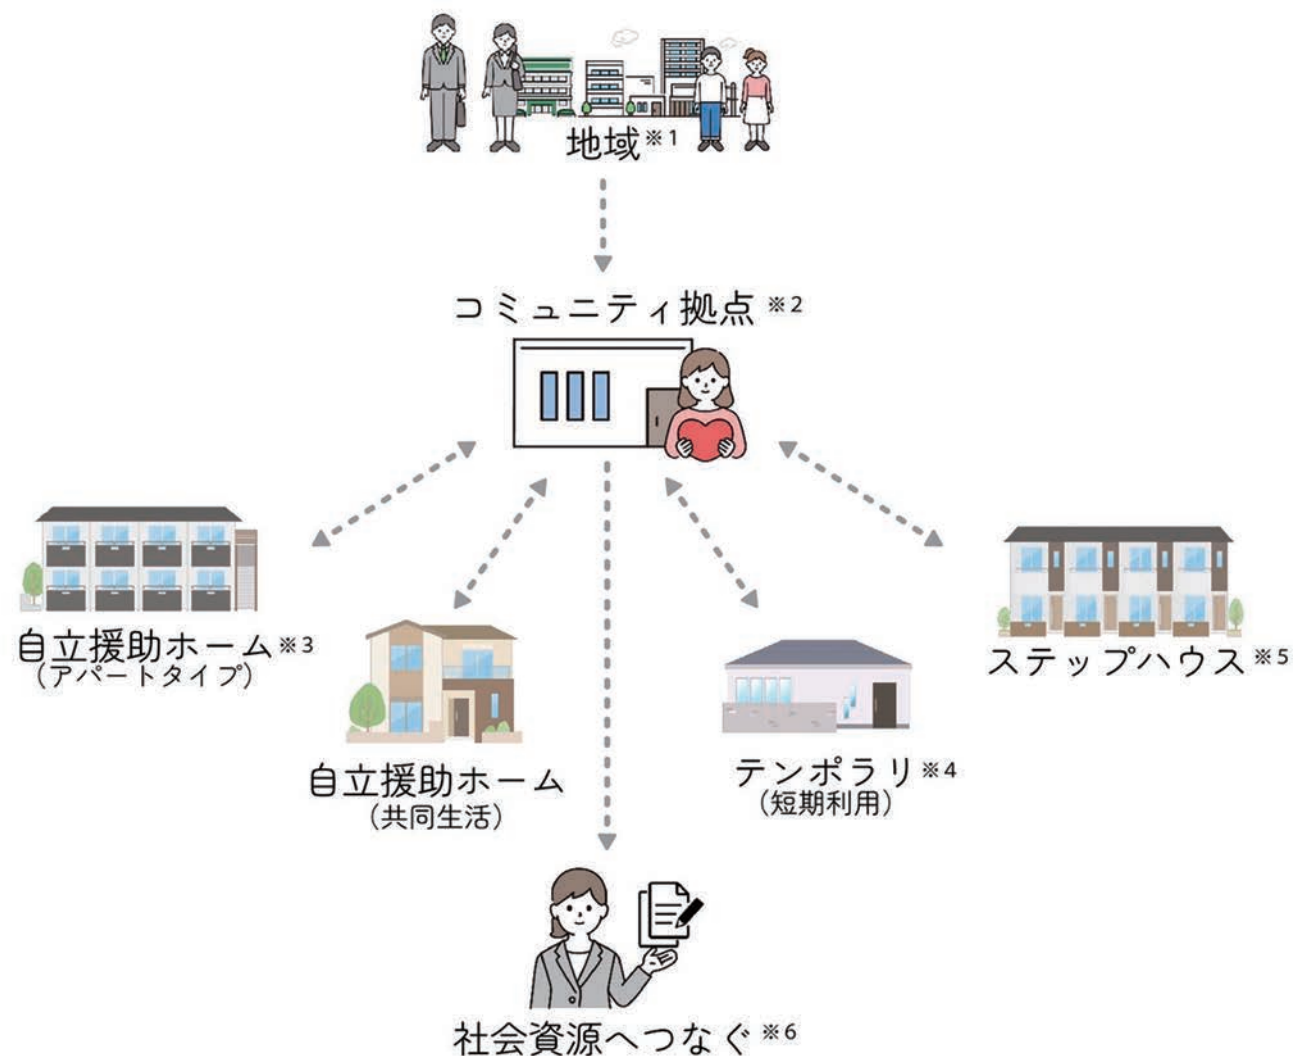 地域※1
コミュニティ拠点※2
自立援助ホーム※3
（アパートタイプ）
自立援助ホーム
（共同生活）
テンポラリ※4
（短期利用）
ステップハウス※5
社会資源へつなぐ※6